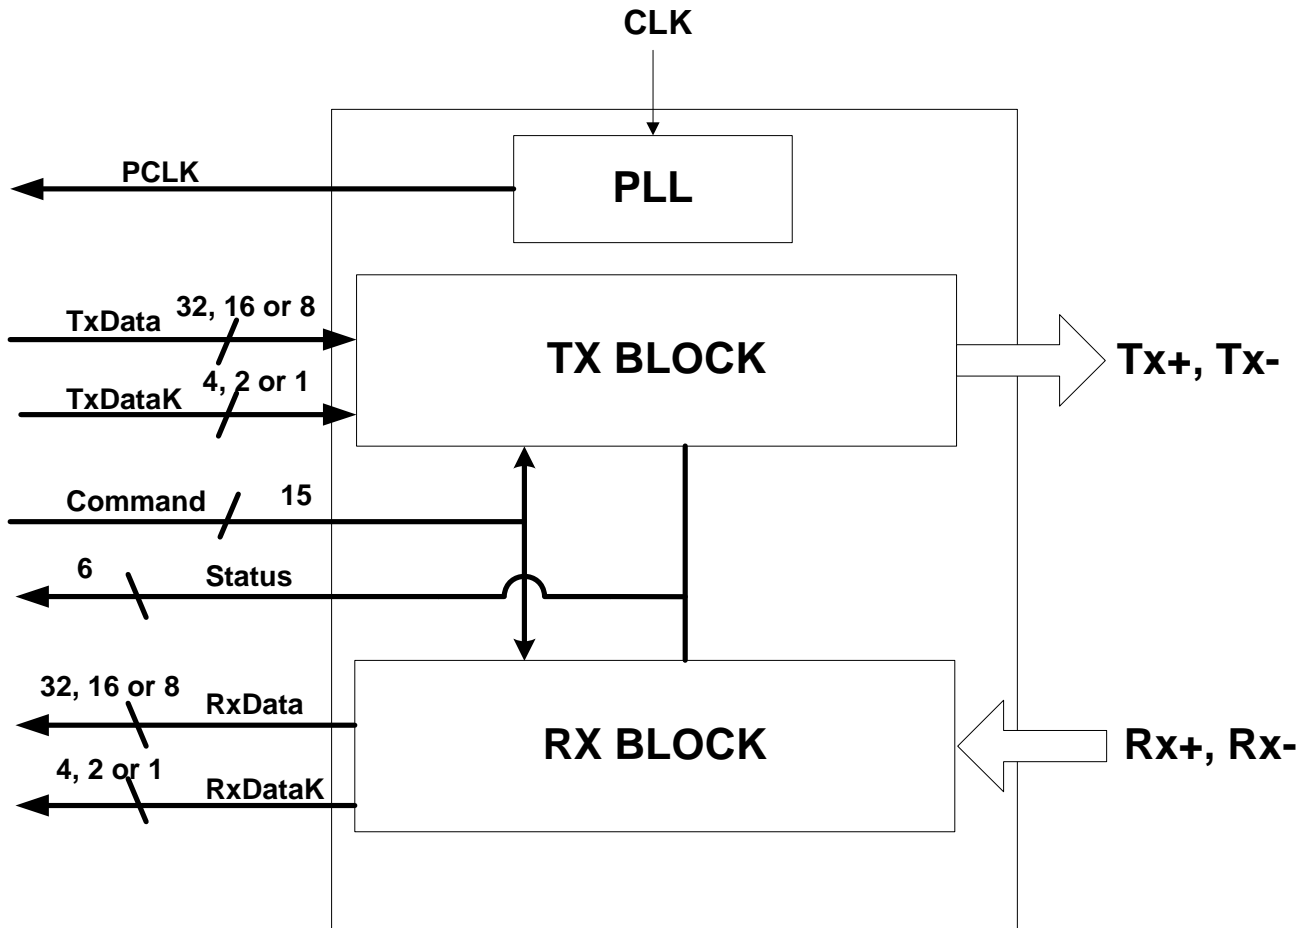 CLK
PCLK
PLL
TxData
32, 16 or 8
TX BLOCK
Tx+, Tx-
TxDataK
4, 2 or 1
Command
15
6
Status
32, 16 or 8
RxData
RX BLOCK
Rx+, Rx-
4, 2 or 1
RxDataK